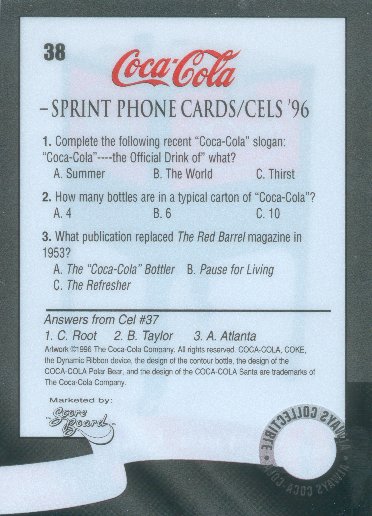 38
Coca-Cola
– SPRINT PHONE CARDS/CELS '96
1. Complete the following recent "Coca-Cola" slogan:
"Coca-Cola"----the Official Drink of" what?
A. Summer B. The World C. Thirst
2. How many bottles are in a typical carton of "Coca-Cola"?
A. 4 B. 6 C. 10
3. What publication replaced The Red Barrel magazine in
1953?
A. The "Coca-Cola" Bottler B. Pause for Living
C. The Refresher
Answers from Cel #37
1. C. Root 2. B. Taylor 3. A. Atlanta
Artwork ©1996 The Coca-Cola Company. All rights reserved. COCA-COLA, COKE,
the Dynamic Ribbon device, the design of the contour bottle, the design of the
COCA-COLA Polar Bear, and the design of the COCA-COLA Santa are trademarks of
The Coca-Cola Company.
Marketed by:
Score
Board
ALWAYS COLLECTIBLE
ALWAYS COCA-COLA